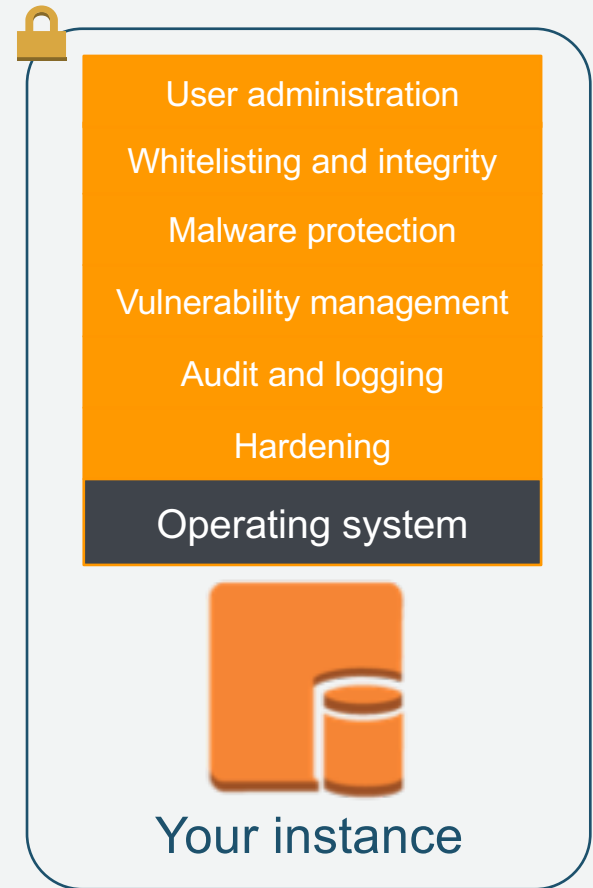 User administration
Whitelisting and integrity
Malware protection
Vulnerability management
Audit and logging
Hardening
Operating system
Your instance